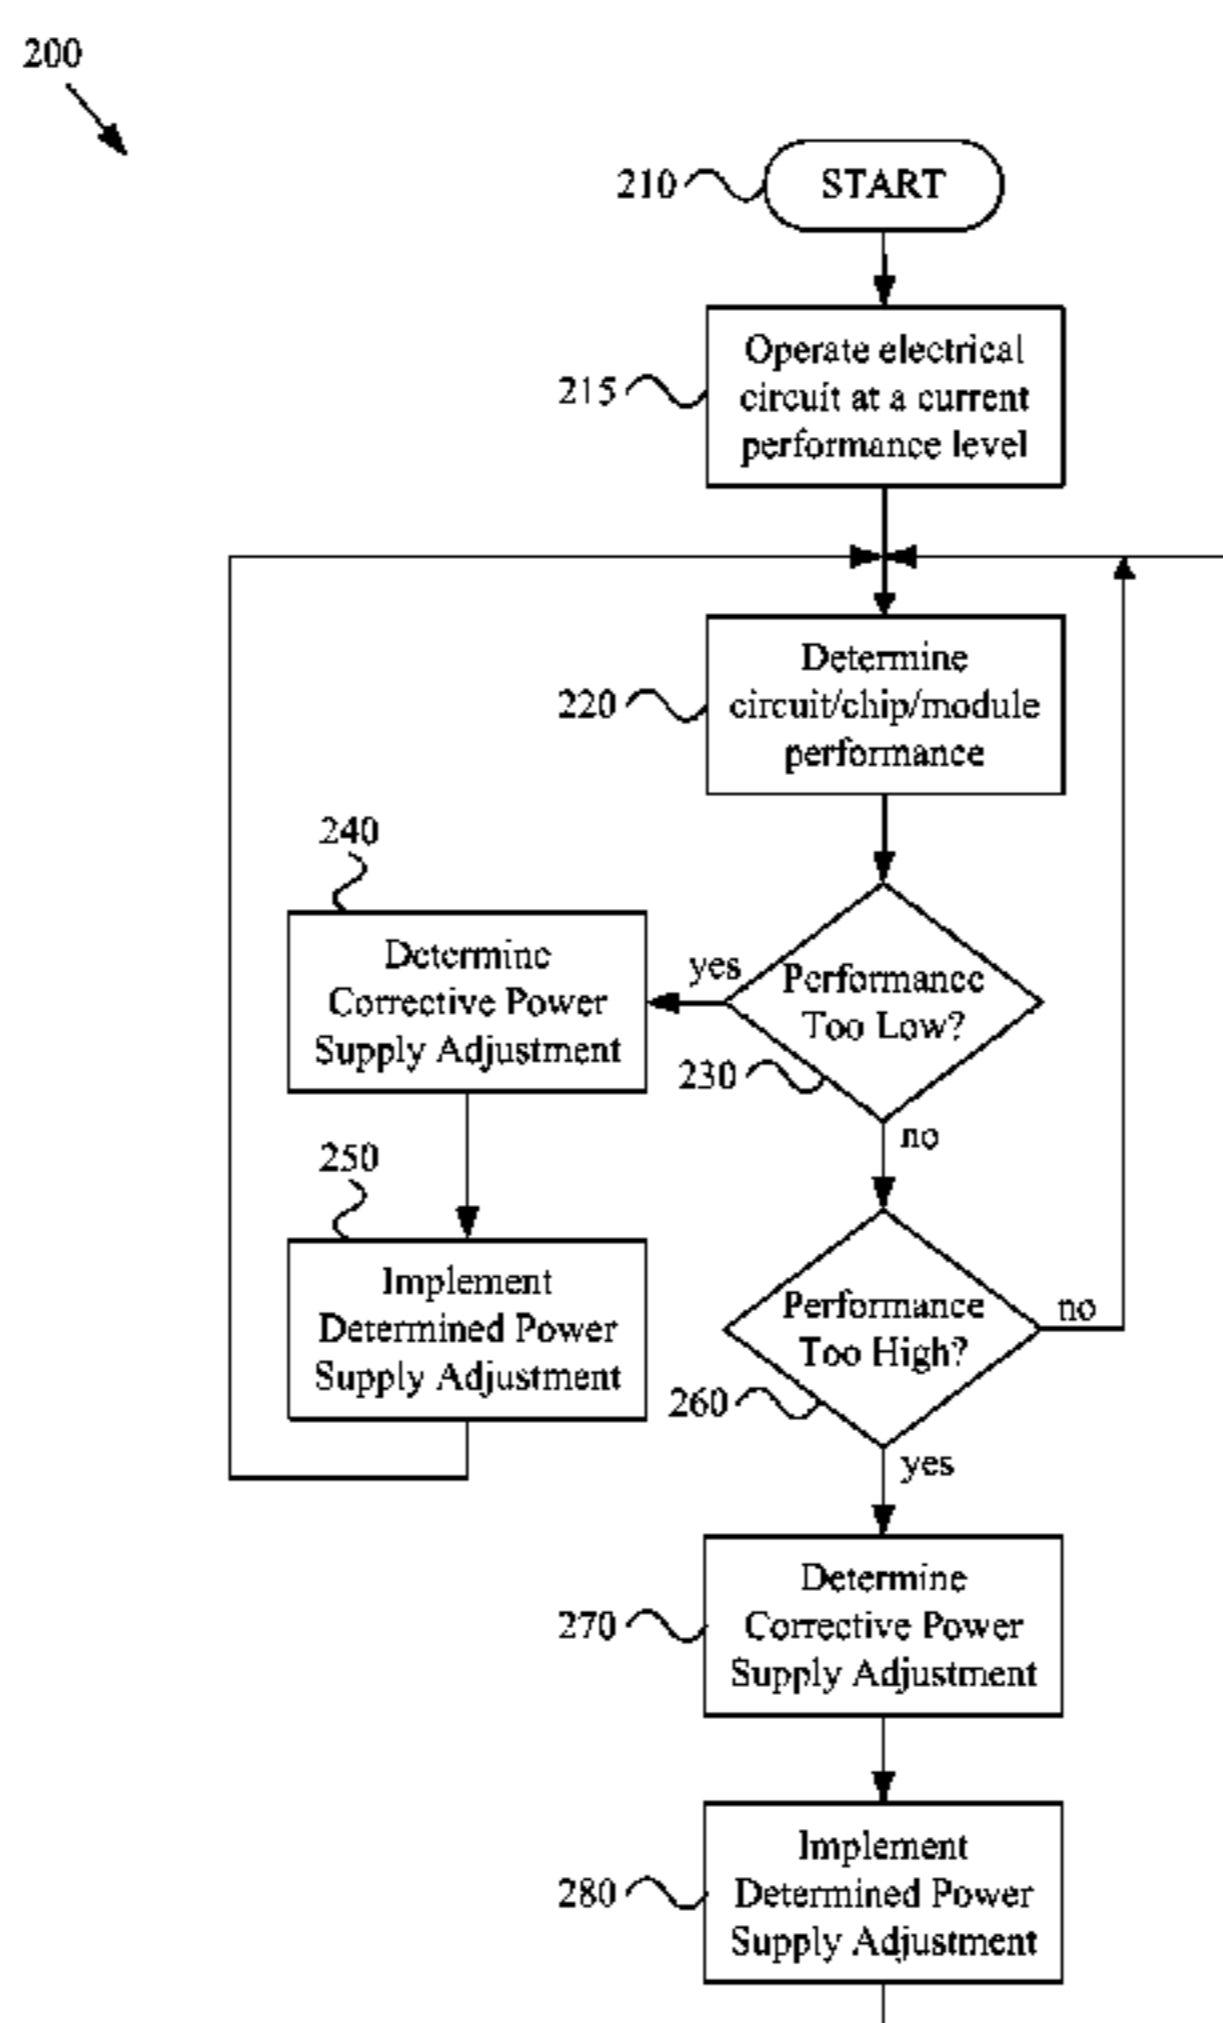 200
210
START
215
Operate electrical
circuit at a current
performance level
220
Determine
circuit/chip/module
performance
240
Determine
Corrective Power
Supply Adjustment
yes
Performance
Too Low?
230
no
250
Implement
Determined Power
Supply Adjustment
Performance
Too High?
no
260
yes
270
Determine
Corrective Power
Supply Adjustment
280
Implement
Determined Power
Supply Adjustment